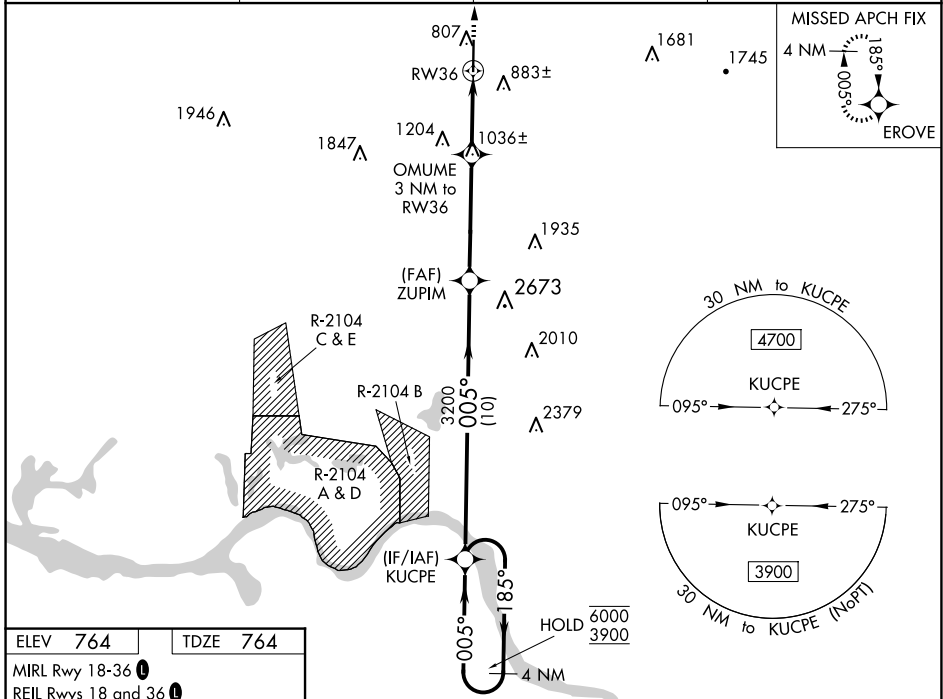 MISSED APCH FIX
4 NM
185°
005°
EROVE
807
RW36
883±
1681
1745
1946
1847
1204
1036±
OMUME
3 NM to
RW36
1935
(FAF)
ZUPIM
2673
R-2104
C & E
2010
R-2104 B
3200
005°
(10)
2379
R-2104
A & D
30 NM to KUCPE
4700
KUCPE
095°
275°
095°
275°
KUCPE
3900
30 NM to KUCPE (NoPT)
(IF/IAF)
KUCPE
185°
005°
HOLD
6000
3900
4 NM
ELEV 764
TDZE 764
MIRL Rwy 18-36 L
REIL Rwys 18 and 36 L